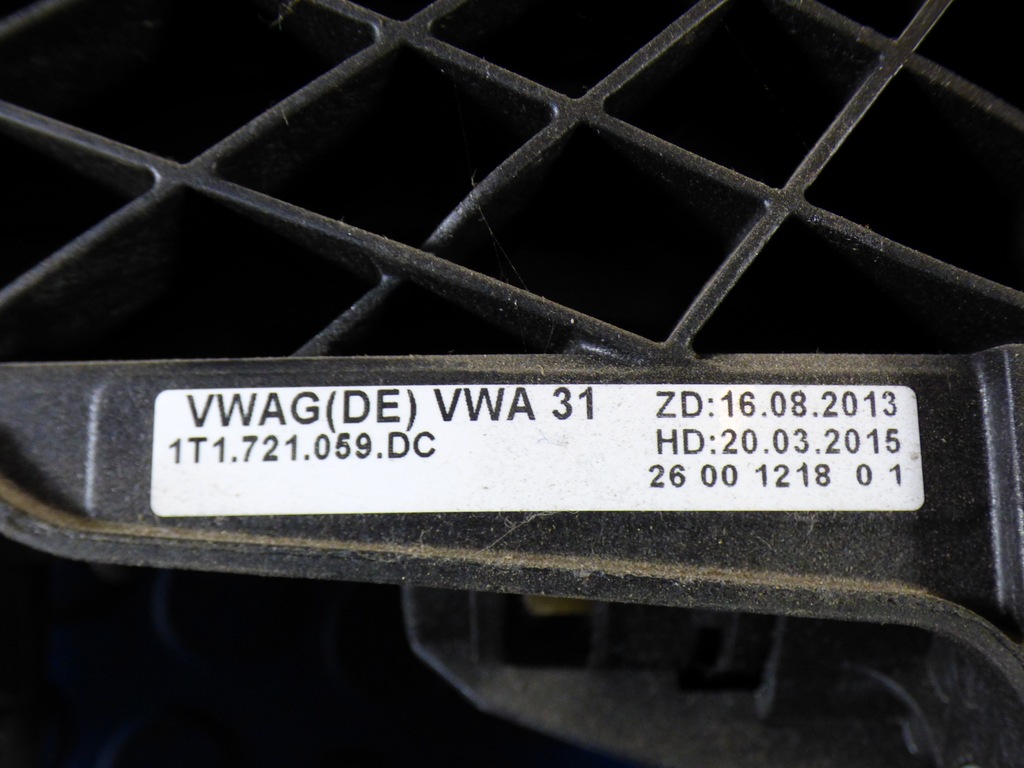 VWAG(DE) VWA 31
1T1.721.059.DC
ZD:16.08.2013
HD:20.03.2015
26 00 1218 0 1